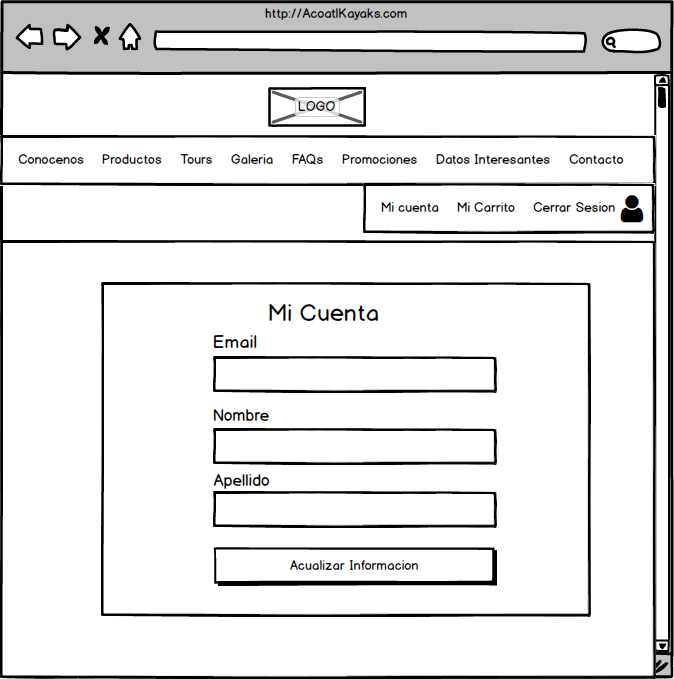 http://AcoatlKayaks.com
LOGO
Conocenos Productos Tours Galeria FAQs Promociones Datos Interesantes Contacto
Mi cuenta Mi Carrito Cerrar Sesion
Mi Cuenta
Email
Nombre
Apellido
Acualizar Informacion